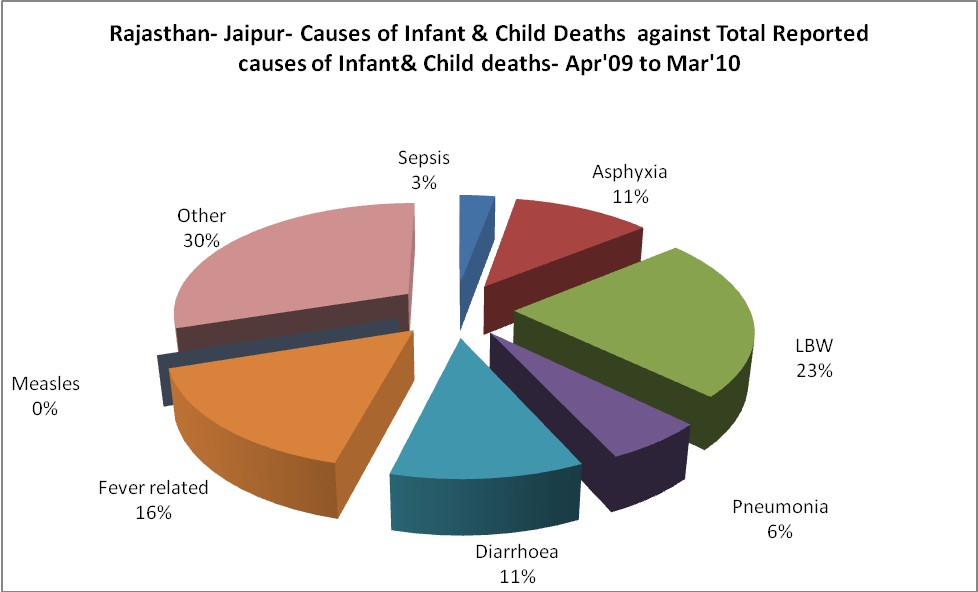 Rajasthan- Jaipur- Causes of Infant & Child Deaths against Total Reported
causes of Infant& Child deaths- Apr'09 to Mar'10
Sepsis
3%
Asphyxia
11%
LBW
23%
Pneumonia
6%
Diarrhoea
11%
Fever related
16%
Measles
0%
Other
30%